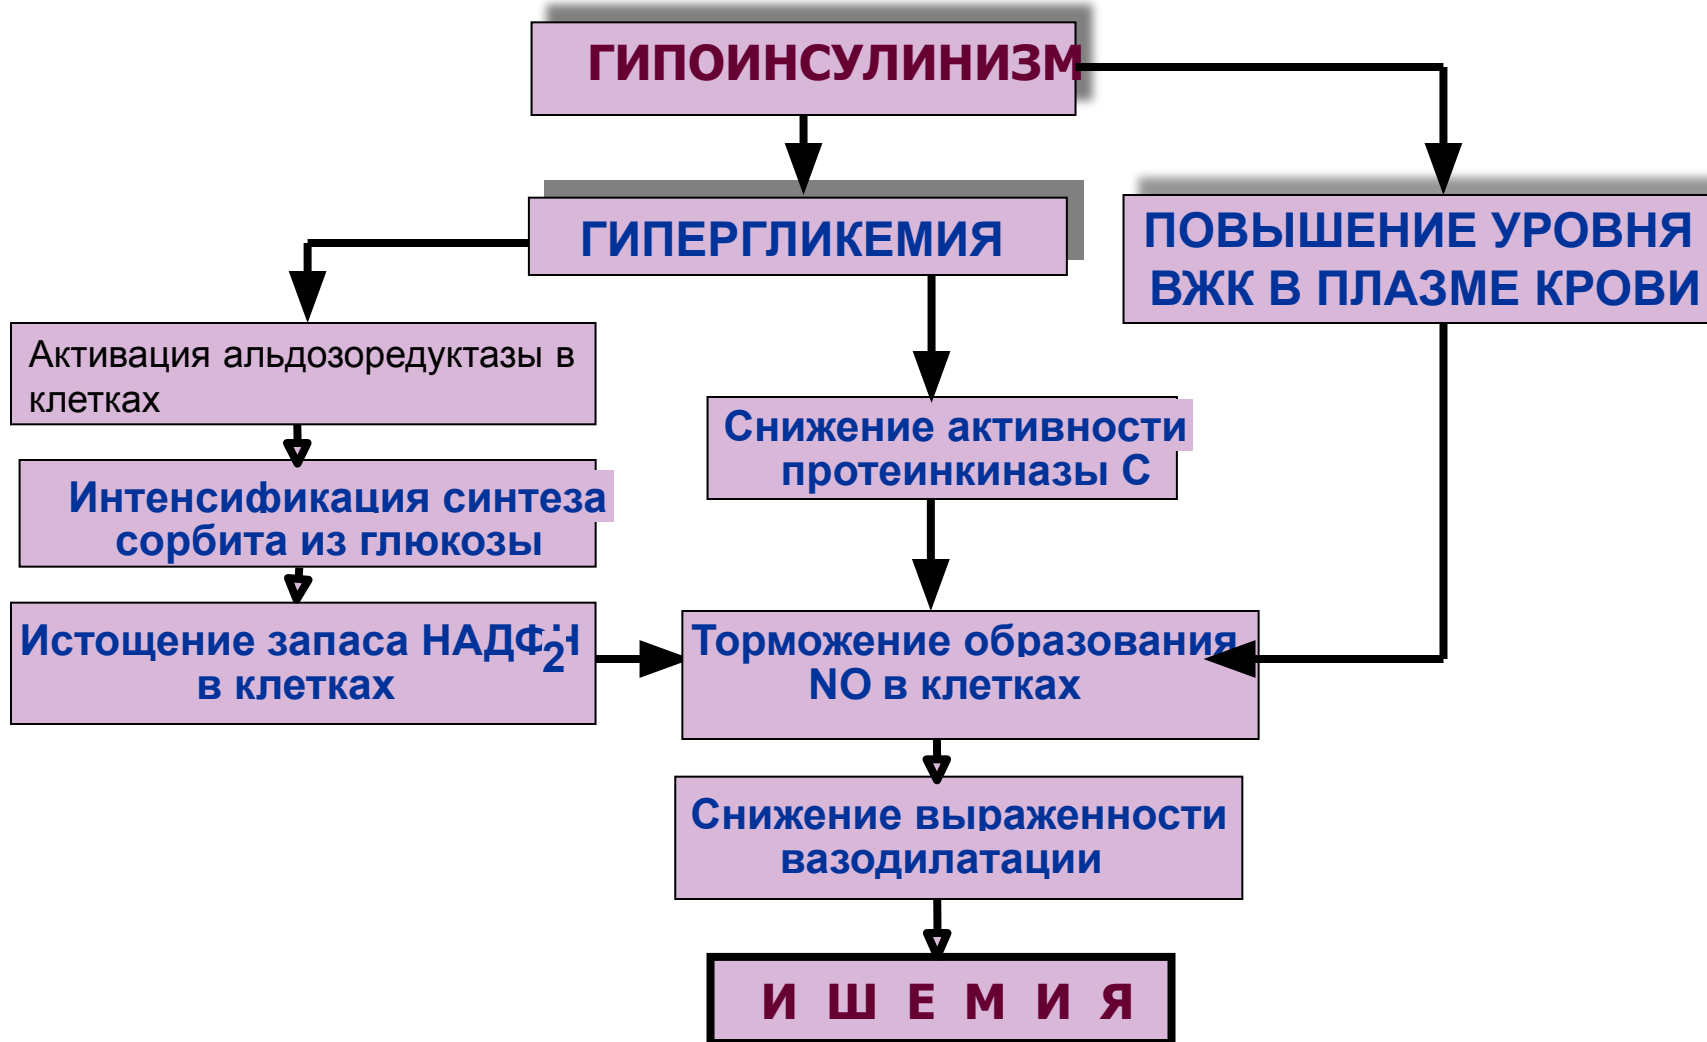 ГИПОИНСУЛИНИЗМ
ГИПЕРГЛИКЕМИЯ
ПОВЫШЕНИЕ УРОВНЯ
ВЖК В ПЛАЗМЕ КРОВИ
Активация альдозоредуктазы в
клетках
Снижение активности
протеинкиназы С
Интенсификация синтеза
сорбита из глюкозы
Истощение запаса НАДФН2
в клетках
Торможение образования
NO в клетках
Снижение выраженности
вазодилатации
И Ш Е М И Я